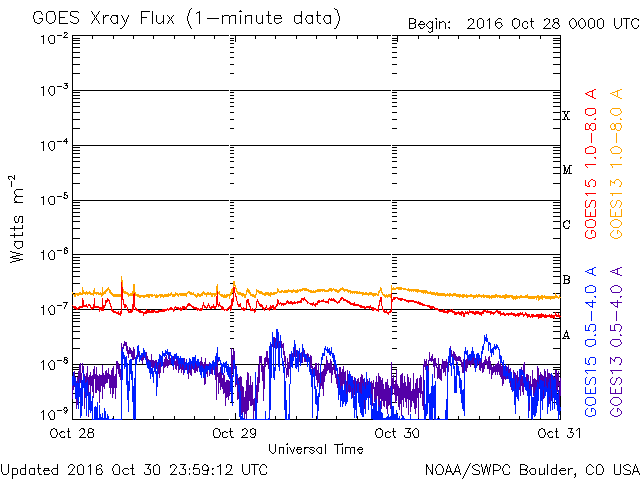 GOES Xray Flux (1-minute data)
Begin: 2016 Oct 28 0000 UTC
10-2
10-3
10-4
10-5
10-6
10-7
10-8
10-9
Watts m-2
X
M
C
B
A
GOES15 1.0-8.0 A
GOES13 1.0-8.0 A
GOES15 0.5-4.0 A
GOES13 0.5-4.0 A
Oct 28
Oct 29
Oct 30
Oct 31
Universal Time
Updated 2016 Oct 30 23:59:12 UTC
NOAA/SWPC Boulder, CO USA